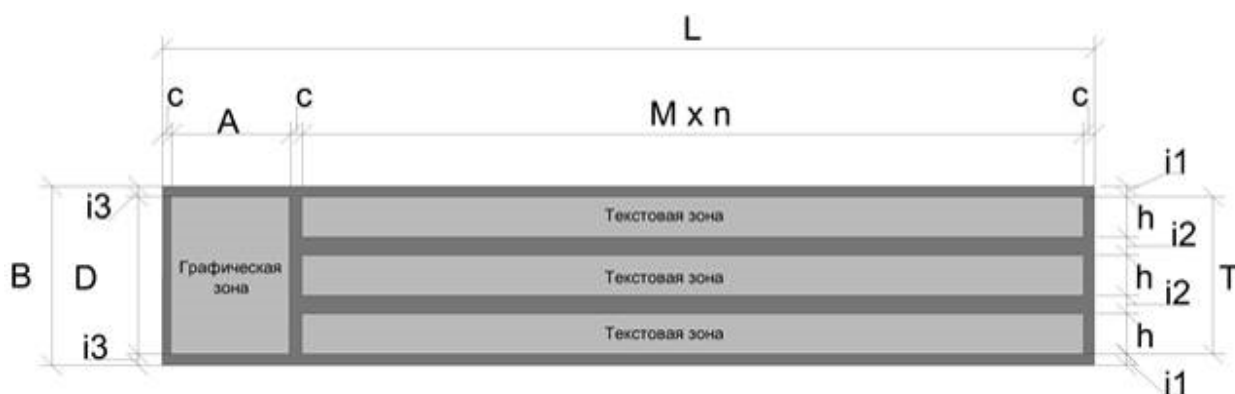 L
c
c
c
A
M x n
i1
i3
Текстовая зона
h
i2
B
D
Графическая
зона
Текстовая зона
h
T
i2
Текстовая зона
h
i3
i1